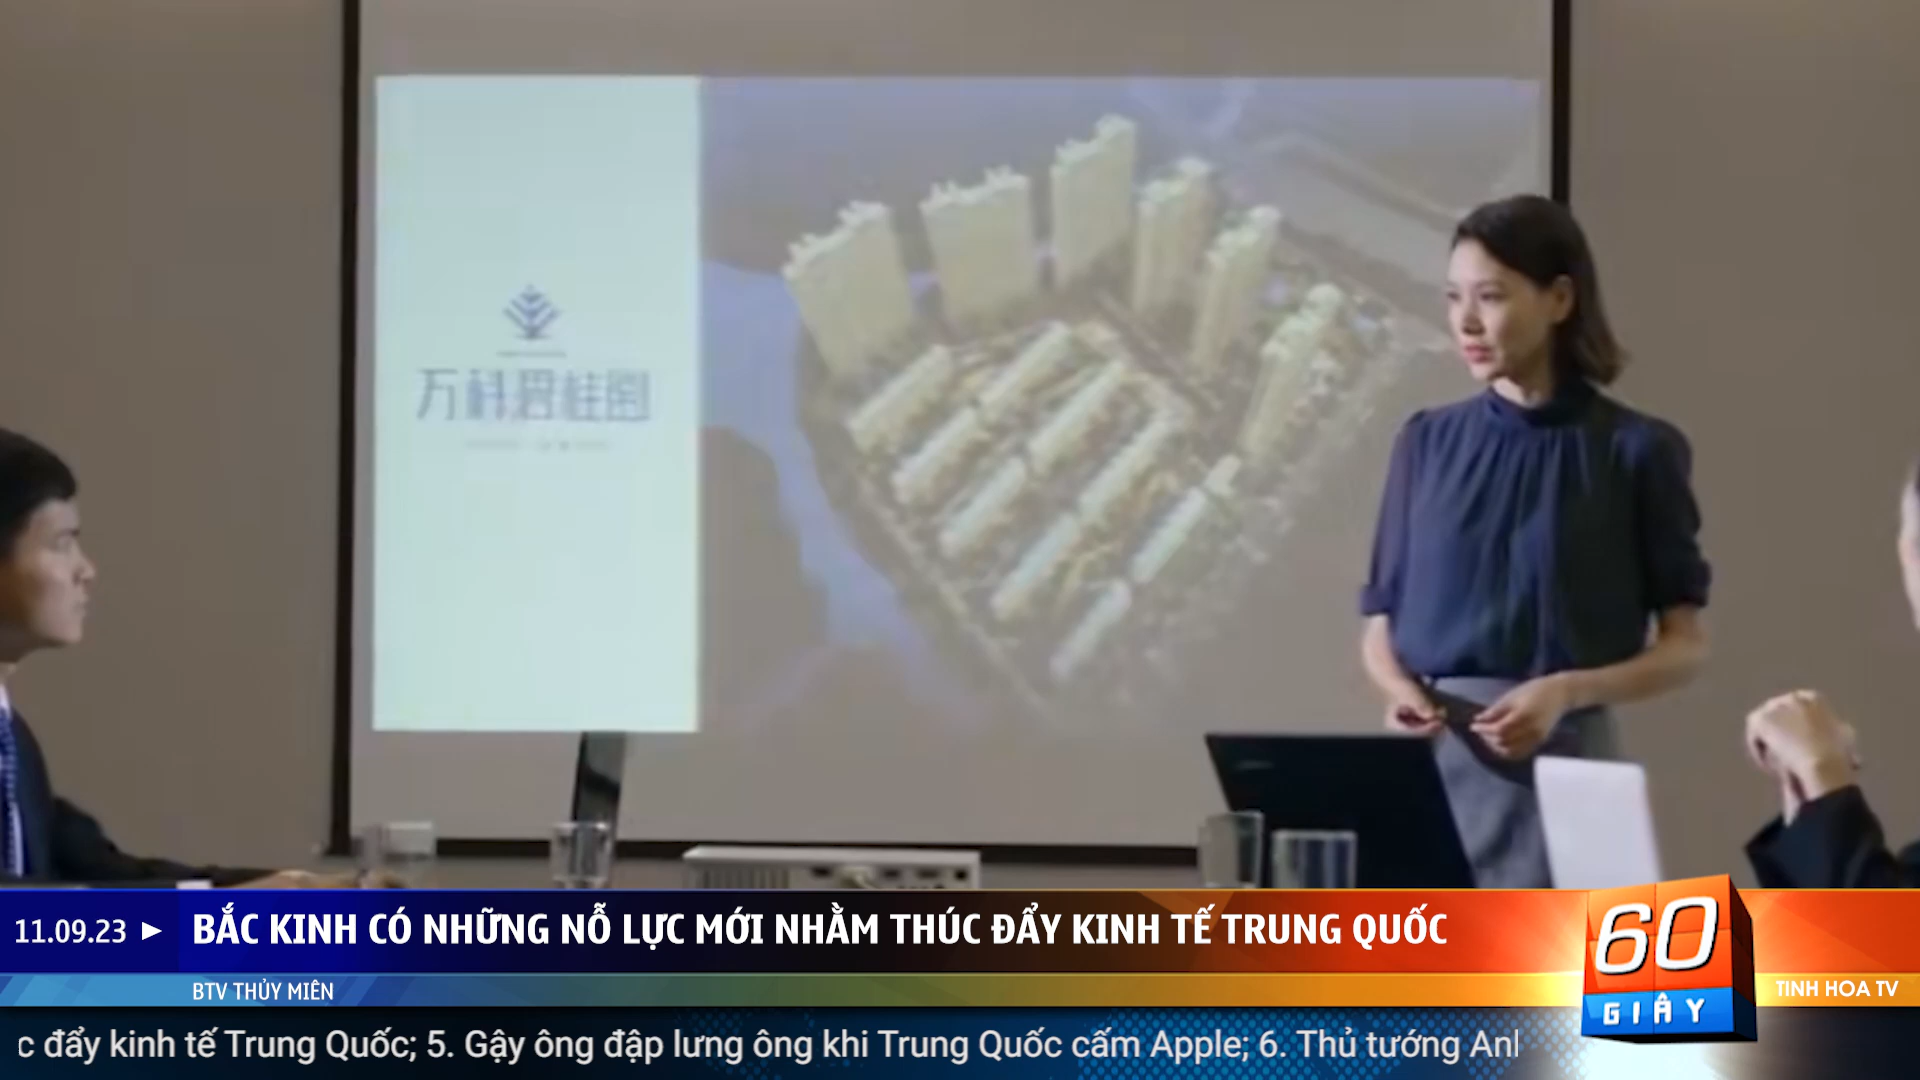 万科碧桂园
11.09.23
BẮC KINH CÓ NHỮNG NỖ LỰC MỚI NHẰM THÚC ĐẨY KINH TẾ TRUNG QUỐC
60
GIÂY
BTV THỦY MIÊN
TINH HOA TV
c đẩy kinh tế Trung Quốc; 5. Gậy ông đập lưng ông khi Trung Quốc cấm Apple; 6. Thủ tướng Anh